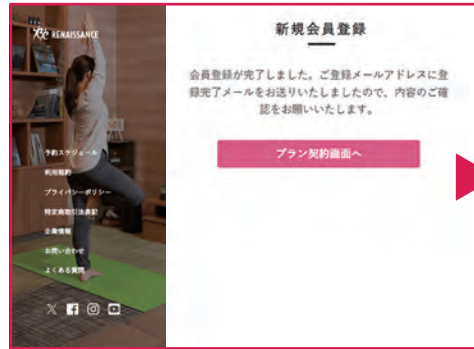 RENAISSANCE
予約スケジュール
利用規約
プライバシーポリシー
特定商取引法表記
企業情報
お問い合わせ
よくある質問
新規会員登録
会員登録が完了しました。ご登録メールアドレスに登
録完了メールをお送りいたしましたので、内容のご確
認をお願いいたします。
プラン契約画面へ